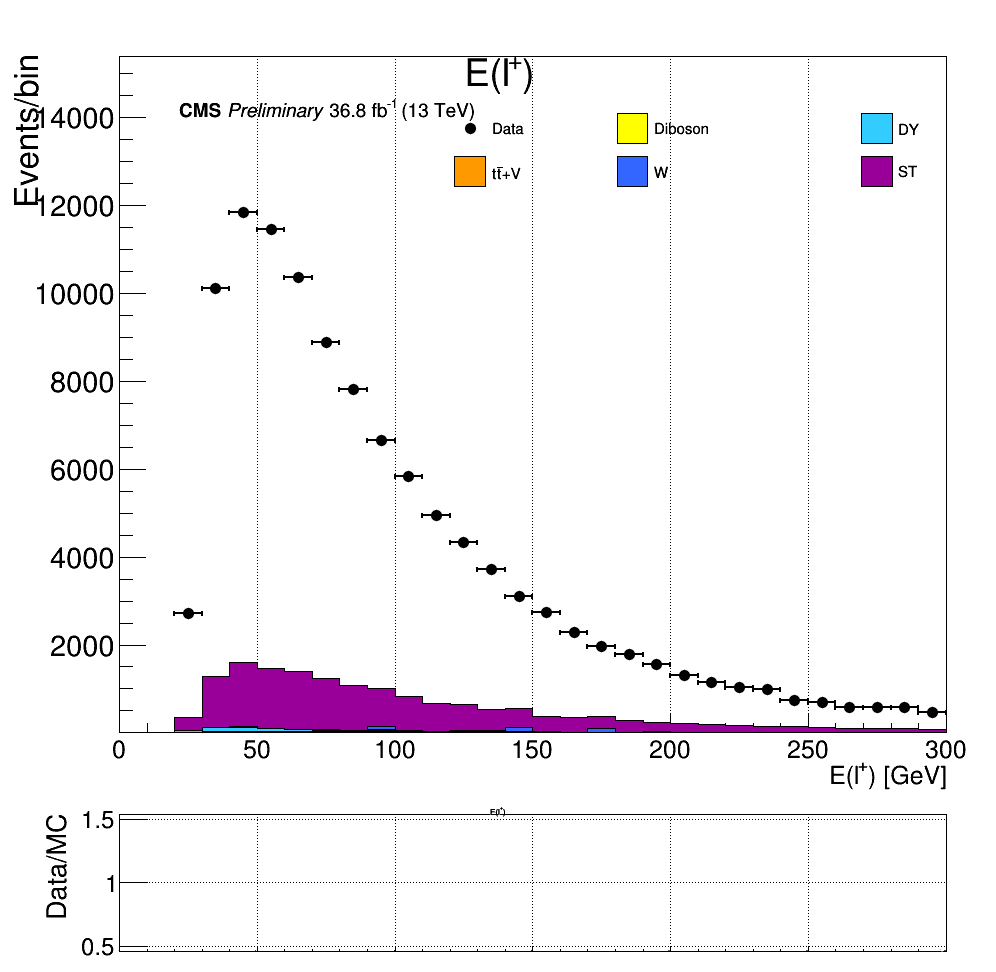 E(l⁺)
Events/bin
CMS Preliminary 36.8 fb⁻¹ (13 TeV)
Data
Diboson
DY
tt̄+V
W
ST
14000
12000
10000
8000
6000
4000
2000
0 50 100 150 200 250 300
E(l⁺) [GeV]
E(l⁺)
Data/MC
1.5
1
0.5